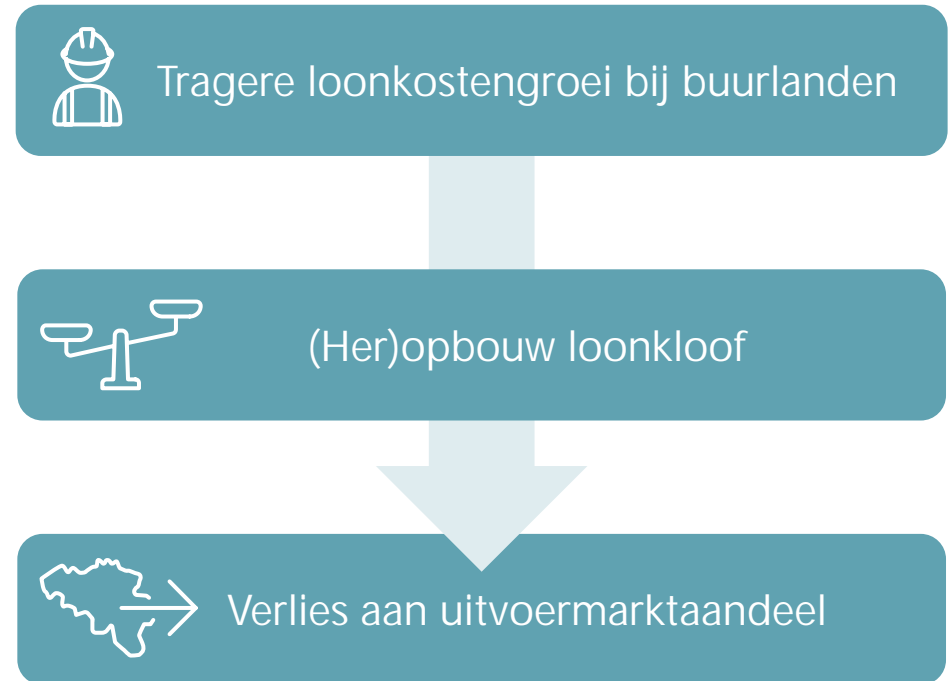 Tragere loonkostengroei bij buurlanden
(Her)opbouw loonkloof
Verlies aan uitvoermarktaandeel